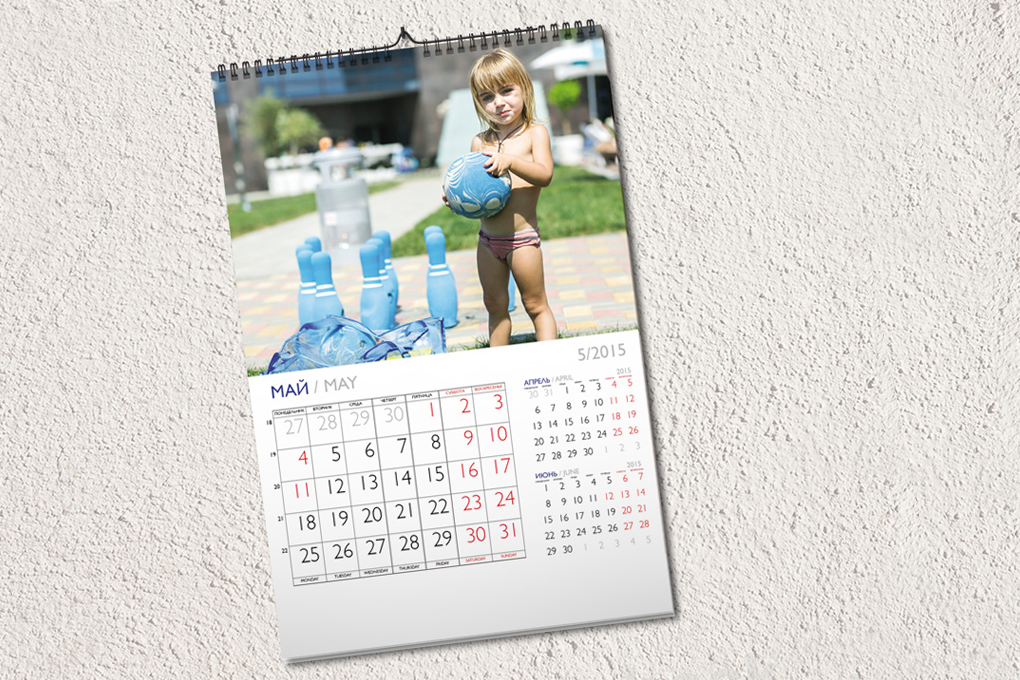 5/2015
МАЙ / MAY
ПОНЕДЕЛЬНИК ВТОРНИК СРЕДА ЧЕТВЕРГ ПЯТНИЦА СУББОТА ВОСКРЕСЕНЬЕ
18 27 28 29 30 1 2 3
19 4 5 6 7 8 9 10
20 11 12 13 14 15 16 17
21 18 19 20 21 22 23 24
22 25 26 27 28 29 30 31
MONDAY TUESDAY WEDNESDAY THURSDAY FRIDAY SATURDAY SUNDAY
АПРЕЛЬ / APRIL 2015
30 31 1 2 3 4 5
6 7 8 9 10 11 12
13 14 15 16 17 18 19
20 21 22 23 24 25 26
27 28 29 30 1 2 3
ИЮНЬ / JUNE 2015
1 2 3 4 5 6 7
8 9 10 11 12 13 14
15 16 17 18 19 20 21
22 23 24 25 26 27 28
29 30 1 2 3 4 5